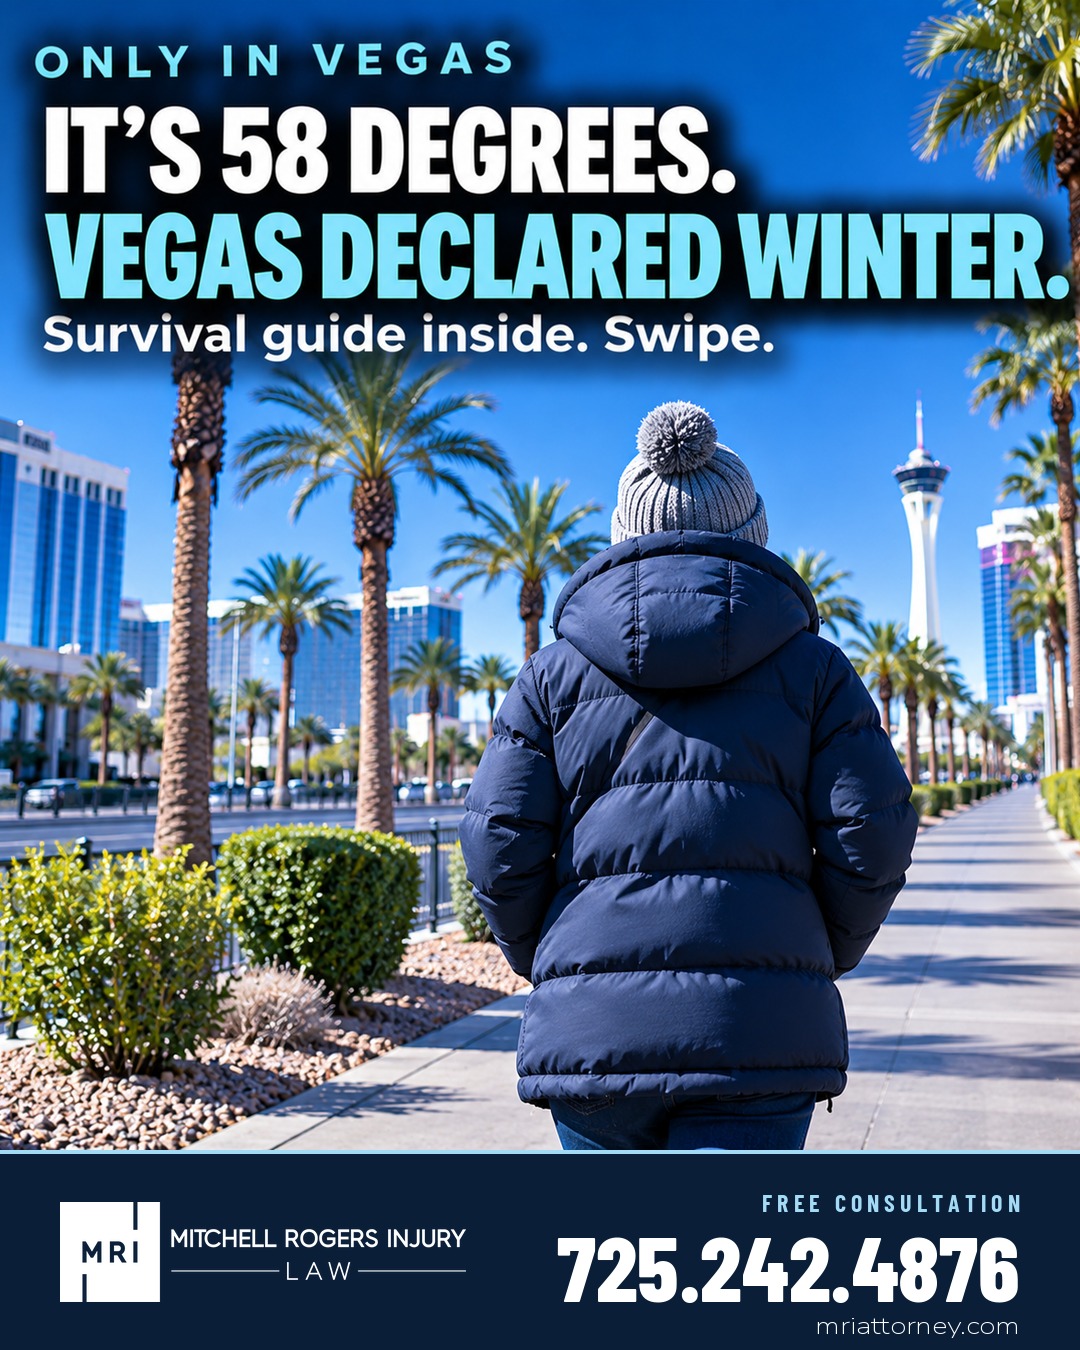 ONLY IN VEGAS
IT'S 58 DEGREES.
VEGAS DECLARED WINTER.
Survival guide inside. Swipe.
MRI
MITCHELL ROGERS INJURY
LAW
FREE CONSULTATION
725.242.4876
mriattorney.com